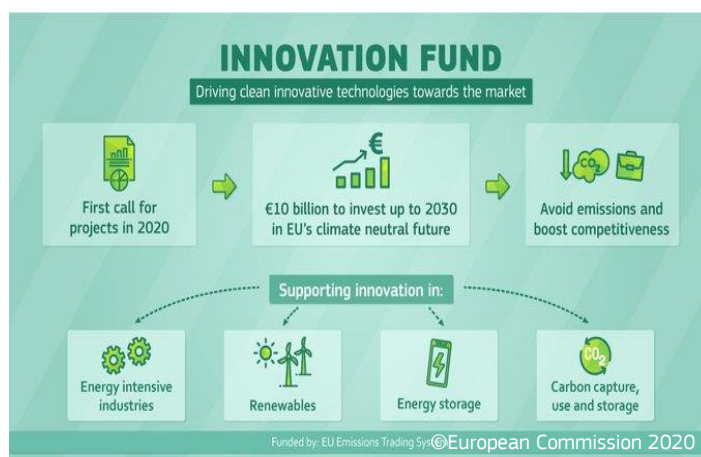 INNOVATION FUND
Driving clean innovative technologies towards the market
First call for
projects in 2020
€
€10 billion to invest up to 2030
in EU's climate neutral future
CO2
Avoid emissions and
boost competitiveness
Supporting innovation in:
Energy intensive
industries
Renewables
Energy storage
CO2
Carbon capture,
use and storage
Funded by: EU Emissions Trading System
©European Commission 2020